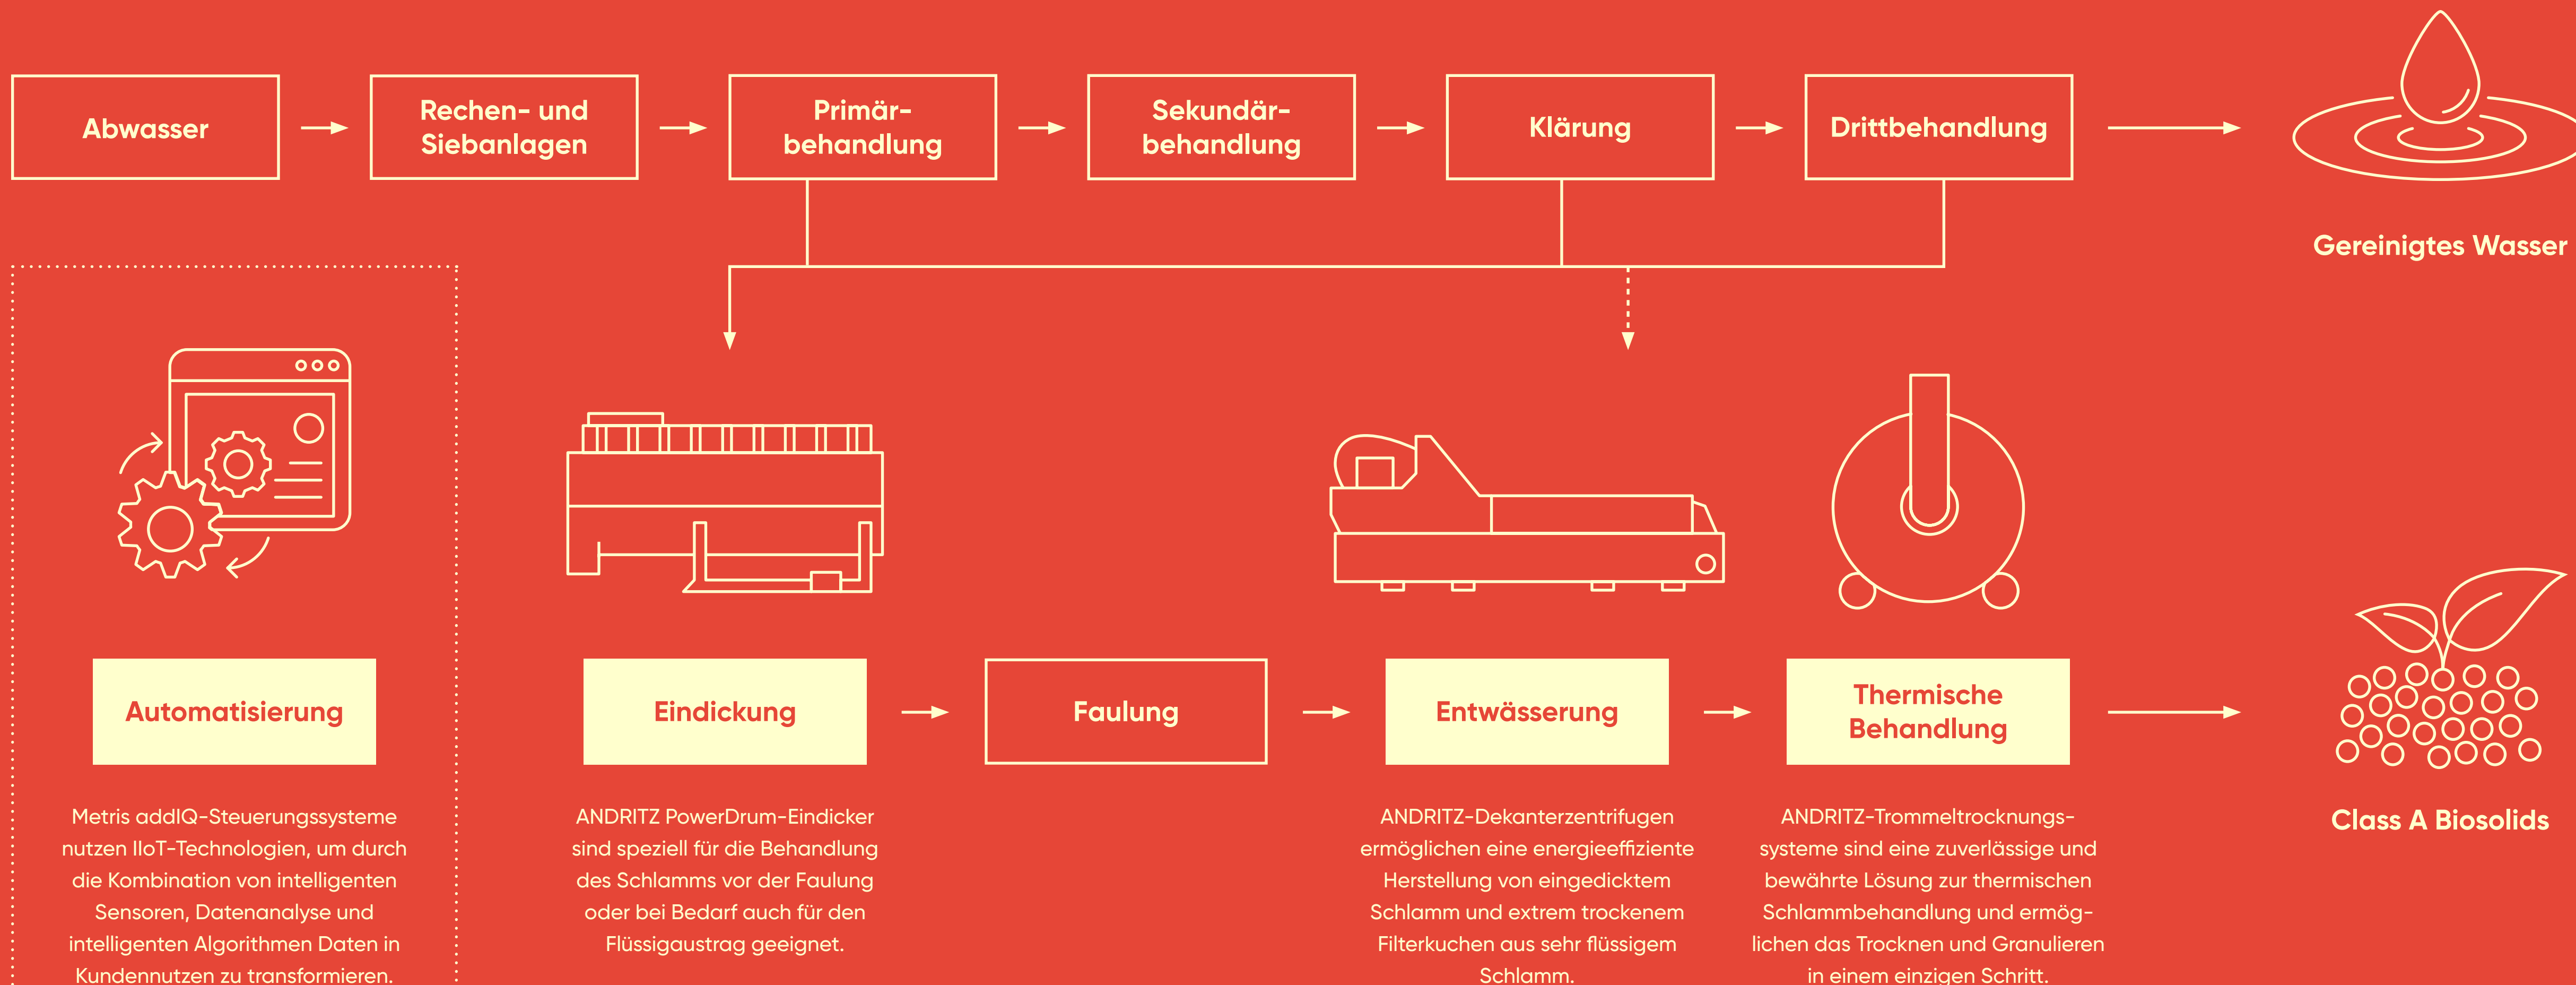 Abwasser
Rechen- und
Siebanlagen
Primär-
behandlung
Sekundär-
behandlung
Klärung
Drittbehandlung
Gereinigtes Wasser
Automatisierung
Metris addIQ-Steuerungssysteme
nutzen IIoT-Technologien, um durch
die Kombination von intelligenten
Sensoren, Datenanalyse und
intelligenten Algorithmen Daten in
Kundennutzen zu transformieren.
Eindickung
ANDRITZ PowerDrum-Eindicker
sind speziell für die Behandlung
des Schlamms vor der Faulung
oder bei Bedarf auch für den
Flüssigaustrag geeignet.
Faulung
Entwässerung
ANDRITZ-Dekanterzentrifugen
ermöglichen eine energieeffiziente
Herstellung von eingedicktem
Schlamm und extrem trockenem
Filterkuchen aus sehr flüssigem
Schlamm.
Thermische
Behandlung
ANDRITZ-Trommeltrocknungs-
systeme sind eine zuverlässige und
bewährte Lösung zur thermischen
Schlammbehandlung und ermög-
lichen das Trocknen und Granulieren
in einem einzigen Schritt.
Class A Biosolids